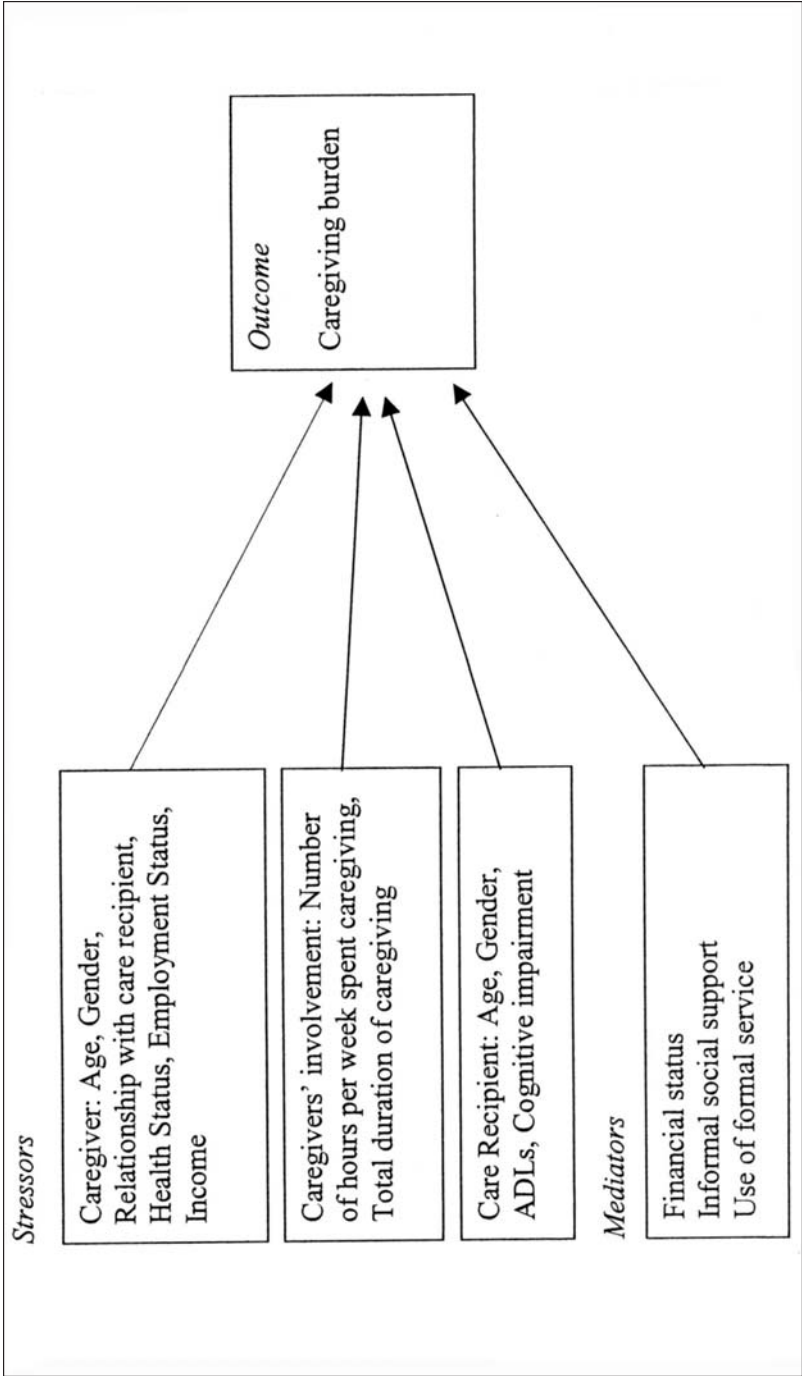 Stressors
Caregiver: Age, Gender,
Relationship with care recipient,
Health Status, Employment Status,
Income
Caregivers’ involvement: Number
of hours per week spent caregiving,
Total duration of caregiving
Care Recipient: Age, Gender,
ADLs, Cognitive impairment
Mediators
Financial status
Informal social support
Use of formal service
Outcome
Caregiving burden